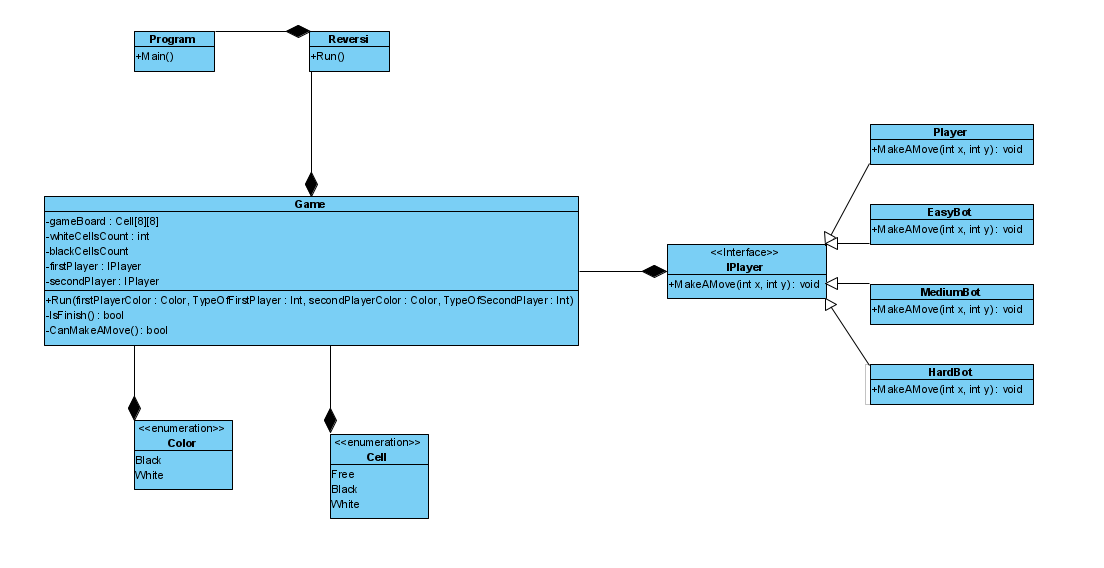 Program
+Main()
Reversi
+Run()
Game
-gameBoard : Cell[8][8]
-whiteCellsCount : int
-blackCellsCount
-firstPlayer : IPlayer
-secondPlayer : IPlayer
+Run(firstPlayerColor : Color, TypeOfFirstPlayer : Int, secondPlayerColor : Color, TypeOfSecondPlayer : Int)
-IsFinish() : bool
-CanMakeAMove() : bool
<<enumeration>>
Color
Black
White
<<enumeration>>
Cell
Free
Black
White
<<Interface>>
IPlayer
+MakeAMove(int x, int y) : void
Player
+MakeAMove(int x, int y) : void
EasyBot
+MakeAMove(int x, int y) : void
MediumBot
+MakeAMove(int x, int y) : void
HardBot
+MakeAMove(int x, int y) : void